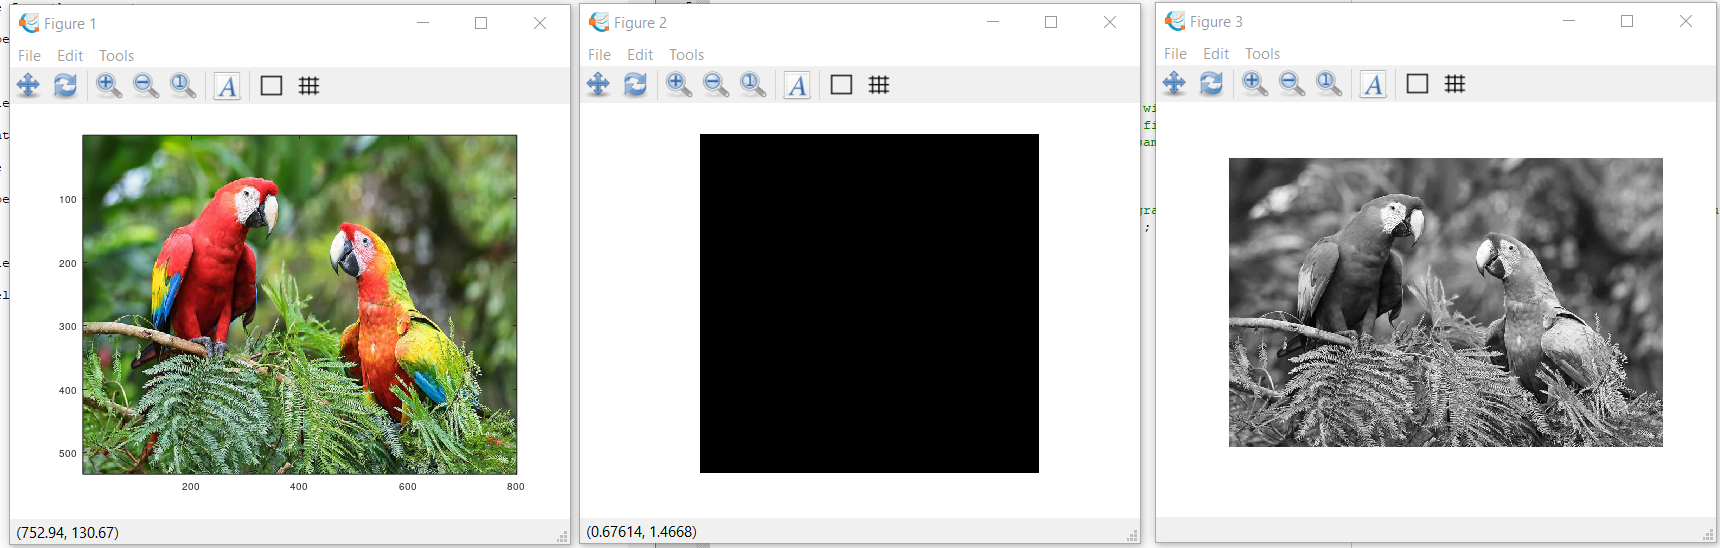 Figure 1
File Edit Tools
A
100
200
300
400
500
200 400 600 800
(752.94, 130.67)
Figure 2
File Edit Tools
A
(0.67614, 1.4668)
Figure 3
File Edit Tools
A